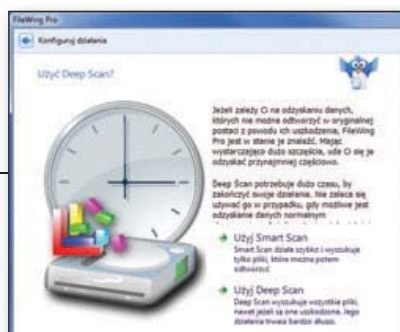 FileWing Pro
Konfiguruj działania
Użyć Deep Scan?
Jeżeli zależy Ci na odzyskaniu danych,
których nie można odtworzyć w oryginalnej
postaci z powodu ich uszkodzenia, FileWing
Pro jest w stanie je znaleźć. Mając
wystarczająco dużo szczęścia, uda Ci się je
odzyskać przynajmniej częściowo.
Deep Scan potrzebuje dużo czasu, by
zakończyć swoje działanie. Nie zaleca się
używać go w przypadku, gdy możliwe jest
odzyskanie danych normalnym
Użyj Smart Scan
Smart Scan działa szybko i wyszukuje
tylko pliki, które można potem
odtworzyć.
Użyj Deep Scan
Deep Scan wyszukuje wszystkie pliki,
nawet jeżeli są one uszkodzone. Jego
działanie trwa bardzo długo.